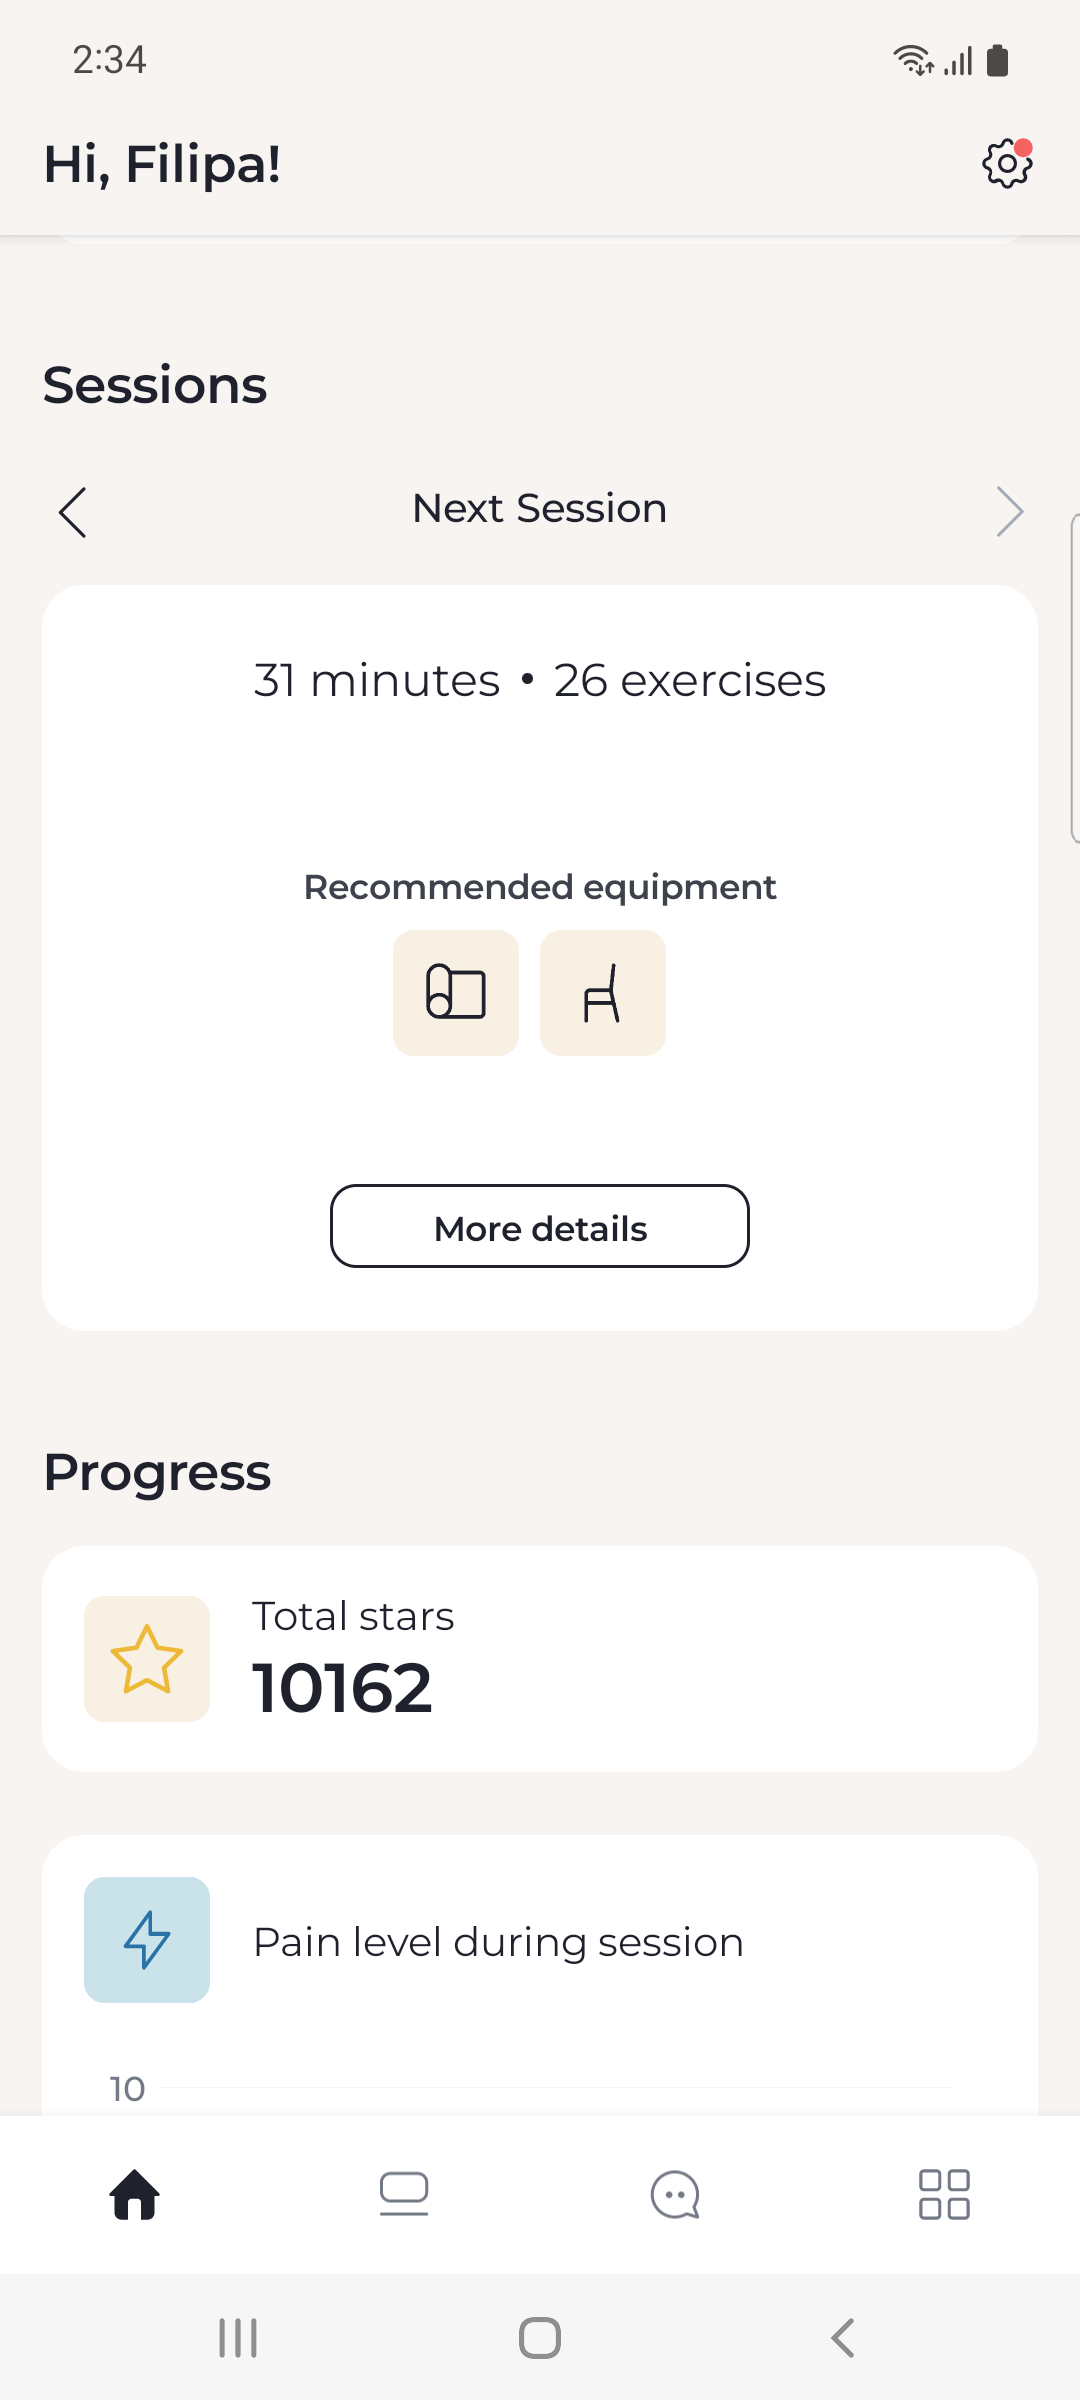 2:34
Hi, Filipa!
Sessions
Next Session
31 minutes • 26 exercises
Recommended equipment
More details
Progress
Total stars
10162
Pain level during session
10